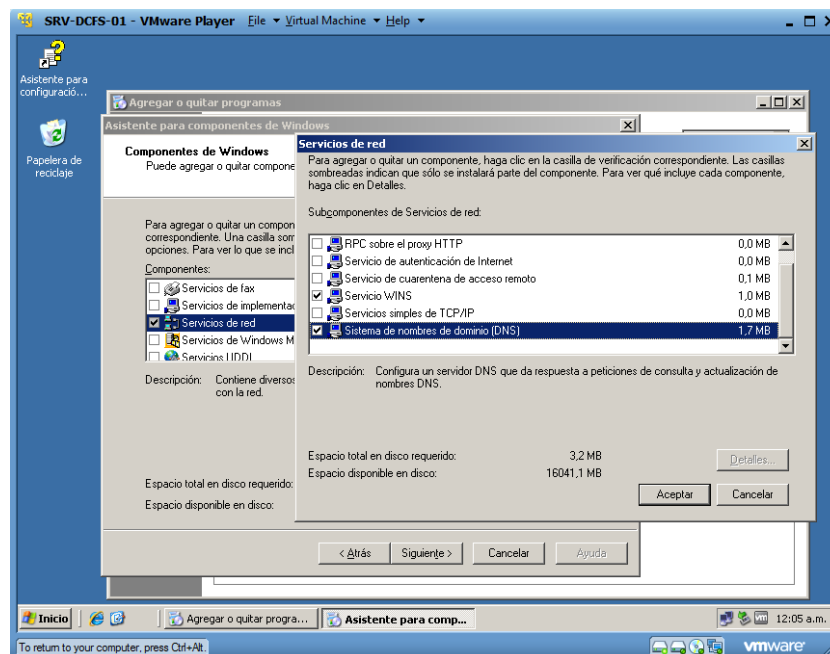 SRV-DCFS-01 - VMware Player File Virtual Machine Help
Asistente para
configuració...
Papelera de
reciclaje
Agregar o quitar programas
Asistente para componentes de Windows
Componentes de Windows
Puede agregar o quitar compone
Para agregar o quitar un compon
correspondiente. Una casilla som
opciones. Para ver lo que se incl
Componentes:
Servicios de fax
Servicios de implementac
Servicios de red
Servicios de Windows M
Servicios UDDI
Descripción: Contiene diversos
con la red.
Espacio total en disco requerido:
Espacio disponible en disco:
< Atrás Siguiente > Cancelar Ayuda
Servicios de red
Para agregar o quitar un componente, haga clic en la casilla de verificación correspondiente. Las casillas
sombreadas indican que sólo se instalará parte del componente. Para ver qué incluye cada componente,
haga clic en Detalles.
Subcomponentes de Servicios de red:
RPC sobre el proxy HTTP 0,0 MB
Servicio de autenticación de Internet 0,0 MB
Servicio de cuarentena de acceso remoto 0,1 MB
Servicio WINS 1,0 MB
Servicios simples de TCP/IP 0,0 MB
Sistema de nombres de dominio (DNS) 1,7 MB
Descripción: Configura un servidor DNS que da respuesta a peticiones de consulta y actualización de
nombres DNS.
Espacio total en disco requerido: 3,2 MB
Espacio disponible en disco: 16041,1 MB
Detalles...
Aceptar Cancelar
Inicio Agregar o quitar progra... Asistente para comp... 12:05 a.m.
To return to your computer, press Ctrl+Alt. vmware